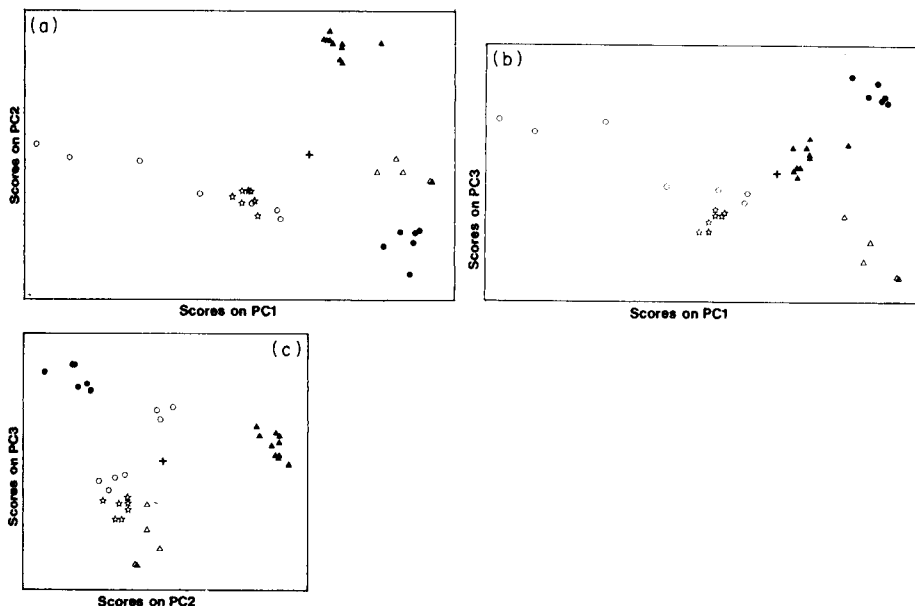 (a)
Scores on PC2
Scores on PC1
(b)
Scores on PC3
Scores on PC1
(c)
Scores on PC3
Scores on PC2